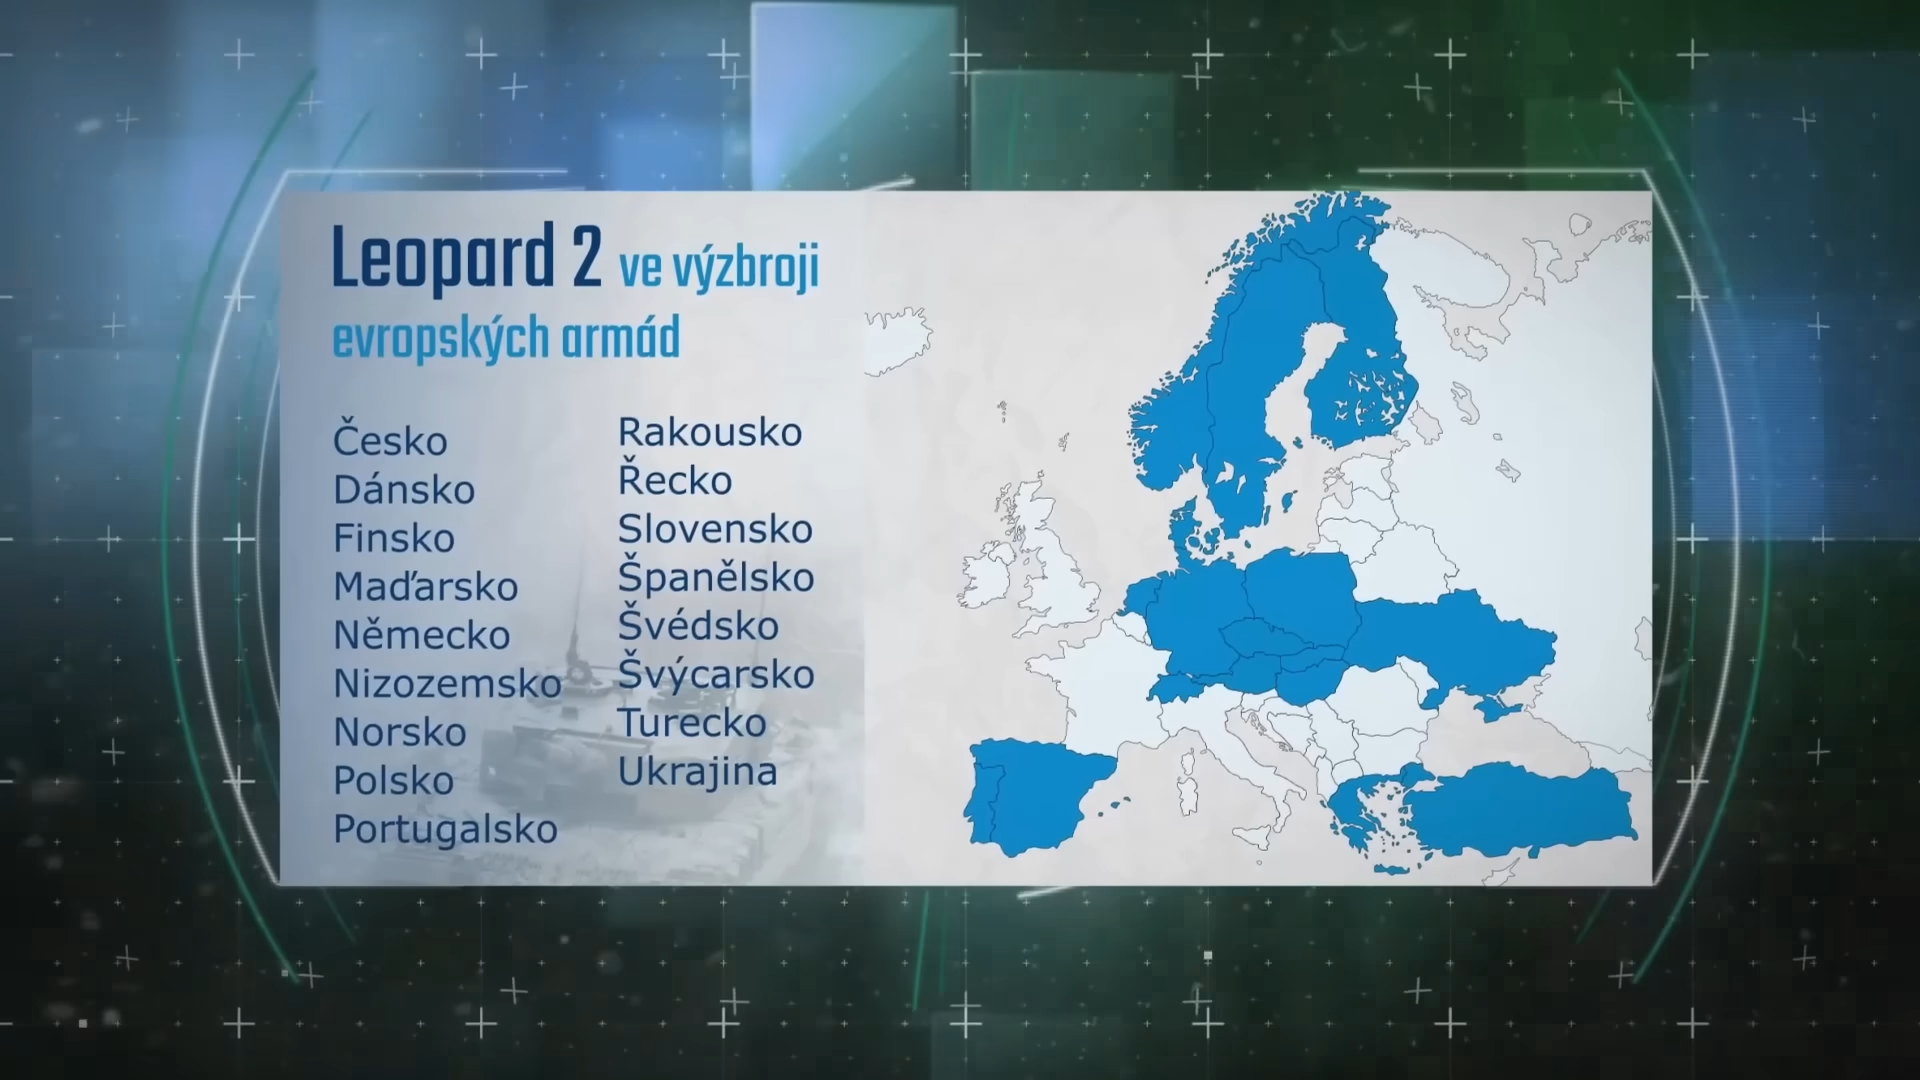 Leopard 2 ve výzbroji
evropských armád
Česko
Dánsko
Finsko
Maďarsko
Německo
Nizozemsko
Norsko
Polsko
Portugalsko
Rakousko
Řecko
Slovensko
Španělsko
Švédsko
Švýcarsko
Turecko
Ukrajina